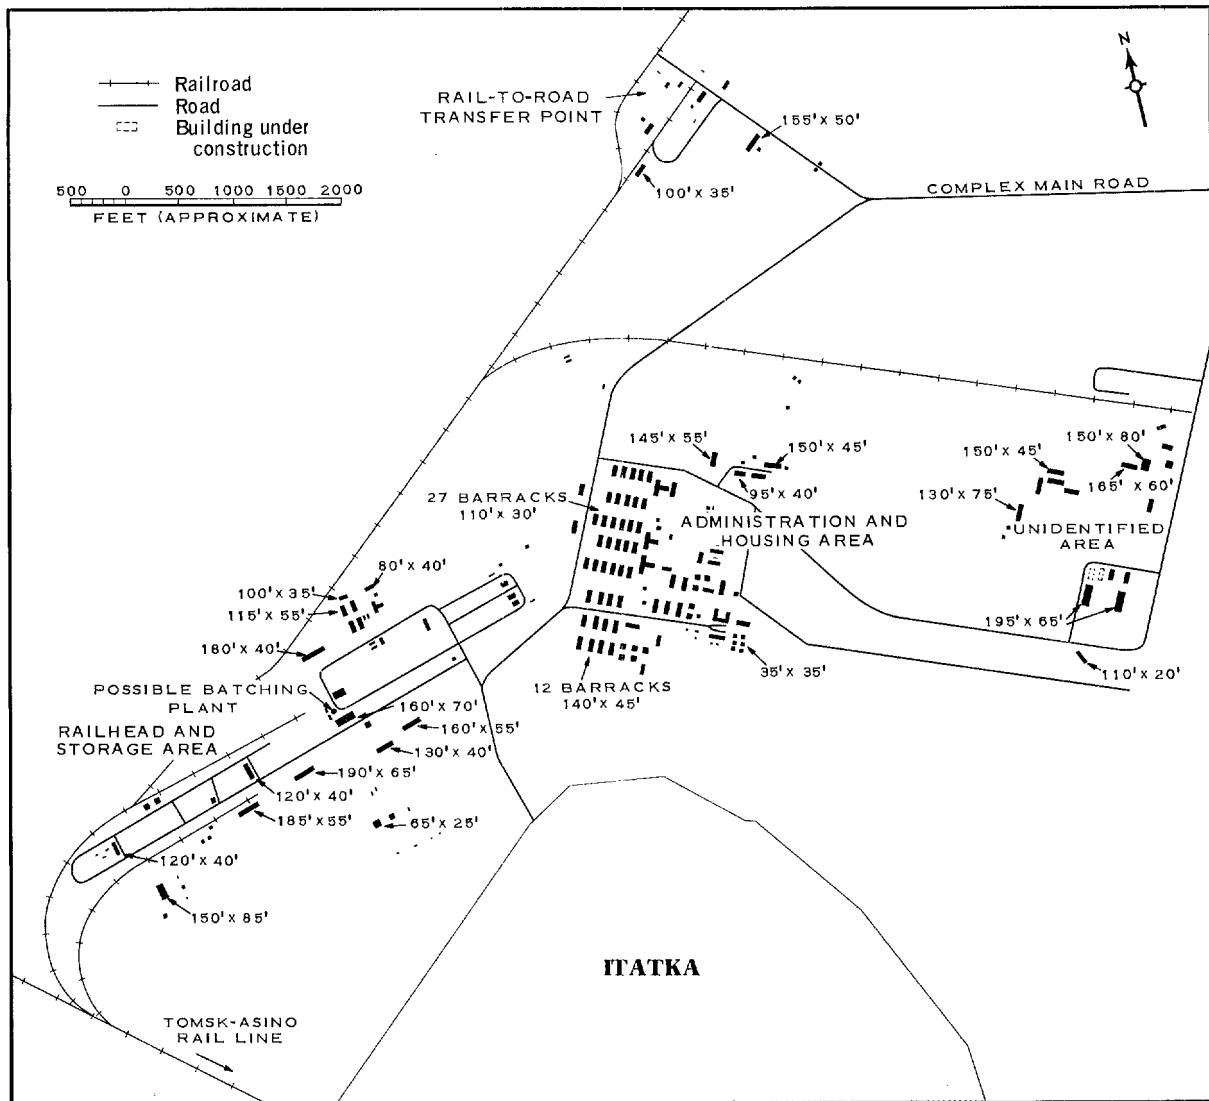 N
Railroad
Road
Building under
construction
500 0 500 1000 1500 2000
FEET (APPROXIMATE)
RAIL-TO-ROAD
TRANSFER POINT
155' X 50'
100' X 35'
COMPLEX MAIN ROAD
145' X 55'
150' X 45'
95' X 40'
27 BARRACKS
110' X 30'
ADMINISTRATION AND
HOUSING AREA
150' X 45'
150' X 80'
165' X 60'
130' X 75'
UNIDENTIFIED
AREA
195' X 65'
110' X 20'
35' X 35'
12 BARRACKS
140' X 45'
80' X 40'
100' X 35'
115' X 55'
180' X 40'
POSSIBLE BATCHING
PLANT
160' X 70'
160' X 55'
130' X 40'
RAILHEAD AND
STORAGE AREA
190' X 65'
120' X 40'
185' X 55'
65' X 25'
120' X 40'
150' X 85'
ITATKA
TOMSK-ASINO
RAIL LINE